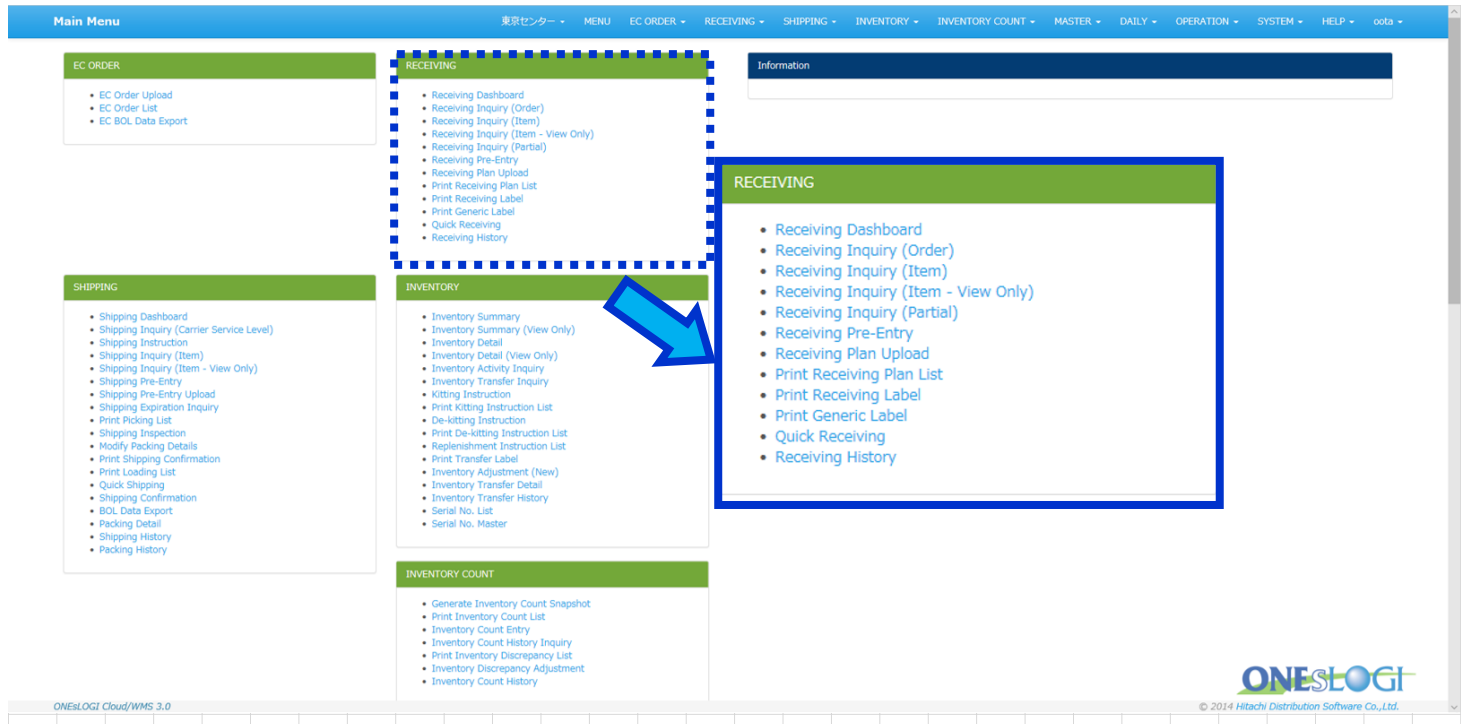 Main Menu
東京センター MENU EC ORDER RECEIVING SHIPPING INVENTORY INVENTORY COUNT MASTER DAILY OPERATION SYSTEM HELP oota
EC ORDER
EC Order Upload
EC Order List
EC BOL Data Export
RECEIVING
Receiving Dashboard
Receiving Inquiry (Order)
Receiving Inquiry (Item)
Receiving Inquiry (Item - View Only)
Receiving Inquiry (Partial)
Receiving Pre-Entry
Receiving Plan Upload
Print Receiving Plan List
Print Receiving Label
Print Generic Label
Quick Receiving
Receiving History
Information
RECEIVING
Receiving Dashboard
Receiving Inquiry (Order)
Receiving Inquiry (Item)
Receiving Inquiry (Item - View Only)
Receiving Inquiry (Partial)
Receiving Pre-Entry
Receiving Plan Upload
Print Receiving Plan List
Print Receiving Label
Print Generic Label
Quick Receiving
Receiving History
SHIPPING
Shipping Dashboard
Shipping Inquiry (Carrier Service Level)
Shipping Instruction
Shipping Inquiry (Item)
Shipping Inquiry (Item - View Only)
Shipping Pre-Entry
Shipping Pre-Entry Upload
Shipping Expiration Inquiry
Print Picking List
Shipping Inspection
Modify Packing Details
Print Shipping Confirmation
Print Loading List
Quick Shipping
Shipping Confirmation
BOL Data Export
Packing Detail
Shipping History
Packing History
INVENTORY
Inventory Summary
Inventory Summary (View Only)
Inventory Detail
Inventory Detail (View Only)
Inventory Activity Inquiry
Inventory Transfer Inquiry
Kitting Instruction
Print Kitting Instruction List
De-kitting Instruction
Print De-kitting Instruction List
Replenishment Instruction List
Print Transfer Label
Inventory Adjustment (New)
Inventory Transfer Detail
Inventory Transfer History
Serial No. List
Serial No. Master
INVENTORY COUNT
Generate Inventory Count Snapshot
Print Inventory Count List
Inventory Count Entry
Inventory Count History Inquiry
Print Inventory Discrepancy List
Inventory Discrepancy Adjustment
Inventory Count History
ONEsLOGI
ONEsLOGI Cloud/WMS 3.0
© 2014 Hitachi Distribution Software Co.,Ltd.